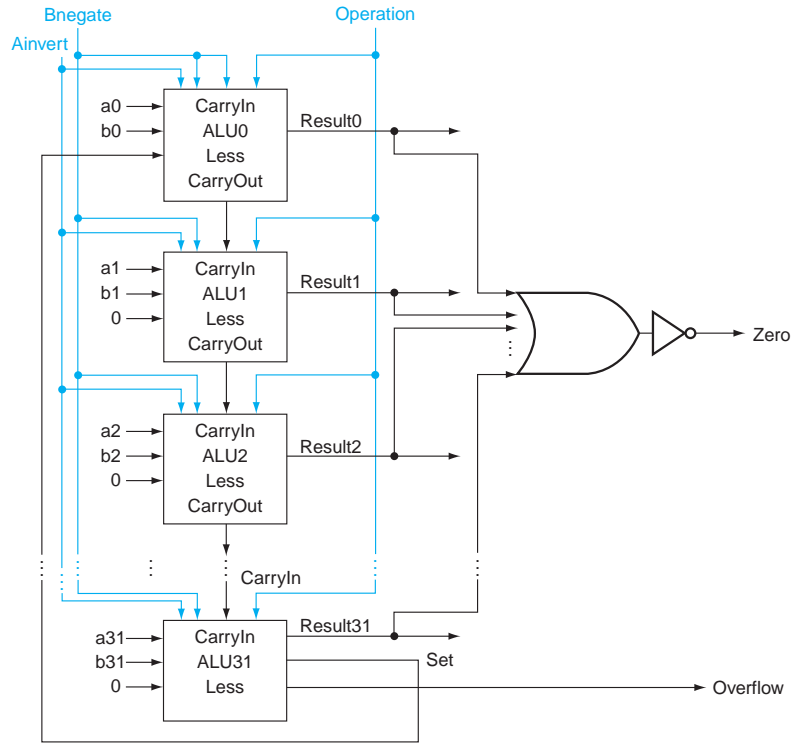 Bnegate
Operation
Ainvert
a0
CarryIn
Result0
b0
ALU0
Less
CarryOut
a1
CarryIn
Result1
b1
ALU1
0
Less
CarryOut
a2
CarryIn
Result2
b2
ALU2
0
Less
CarryOut
Zero
CarryIn
a31
CarryIn
Result31
b31
ALU31
Set
0
Less
Overflow